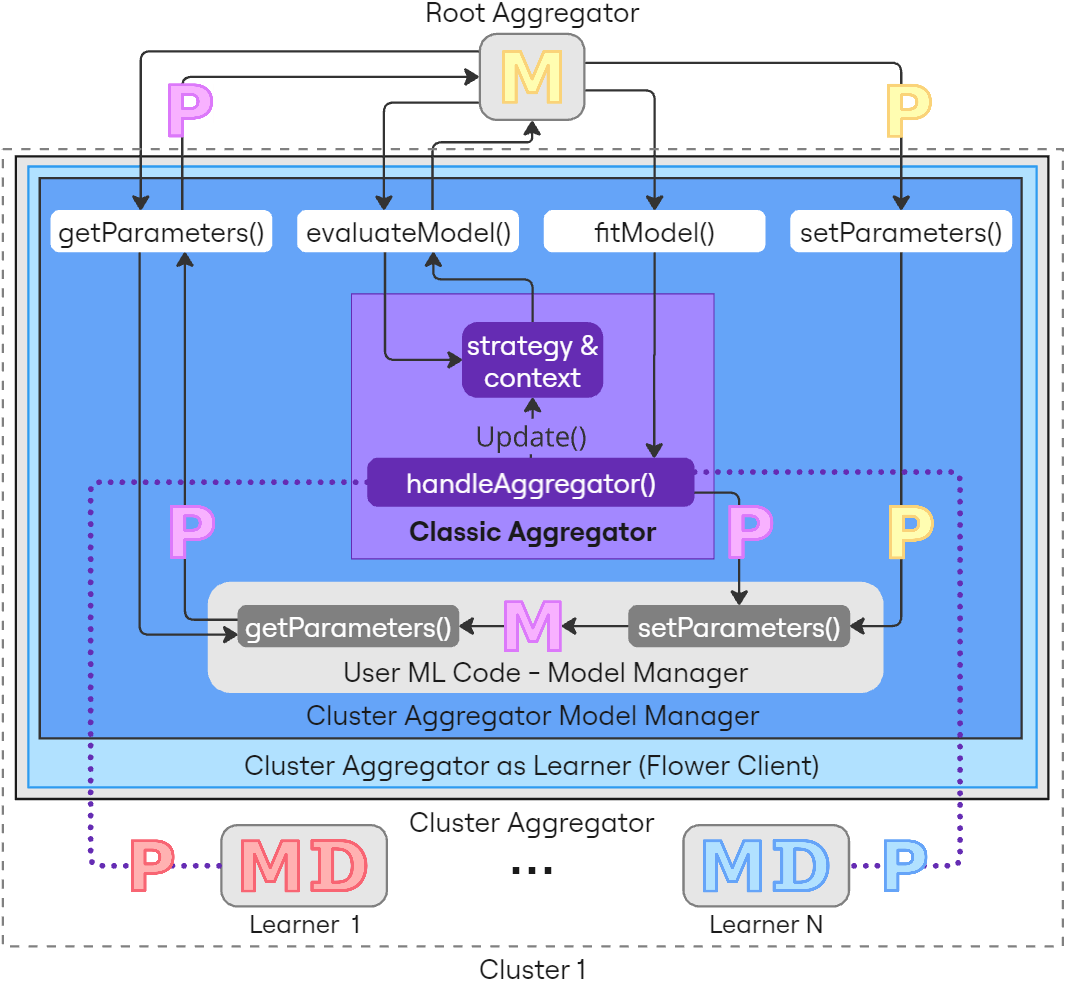 Root Aggregator
M
P
P
getParameters()
evaluateModel()
fitModel()
setParameters()
strategy &
context
Update()
handleAggregator()
Classic Aggregator
P
P
P
getParameters()
M
setParameters()
User ML Code - Model Manager
Cluster Aggregator Model Manager
Cluster Aggregator as Learner (Flower Client)
Cluster Aggregator
P
MD
...
MD
P
Learner 1
Learner N
Cluster 1